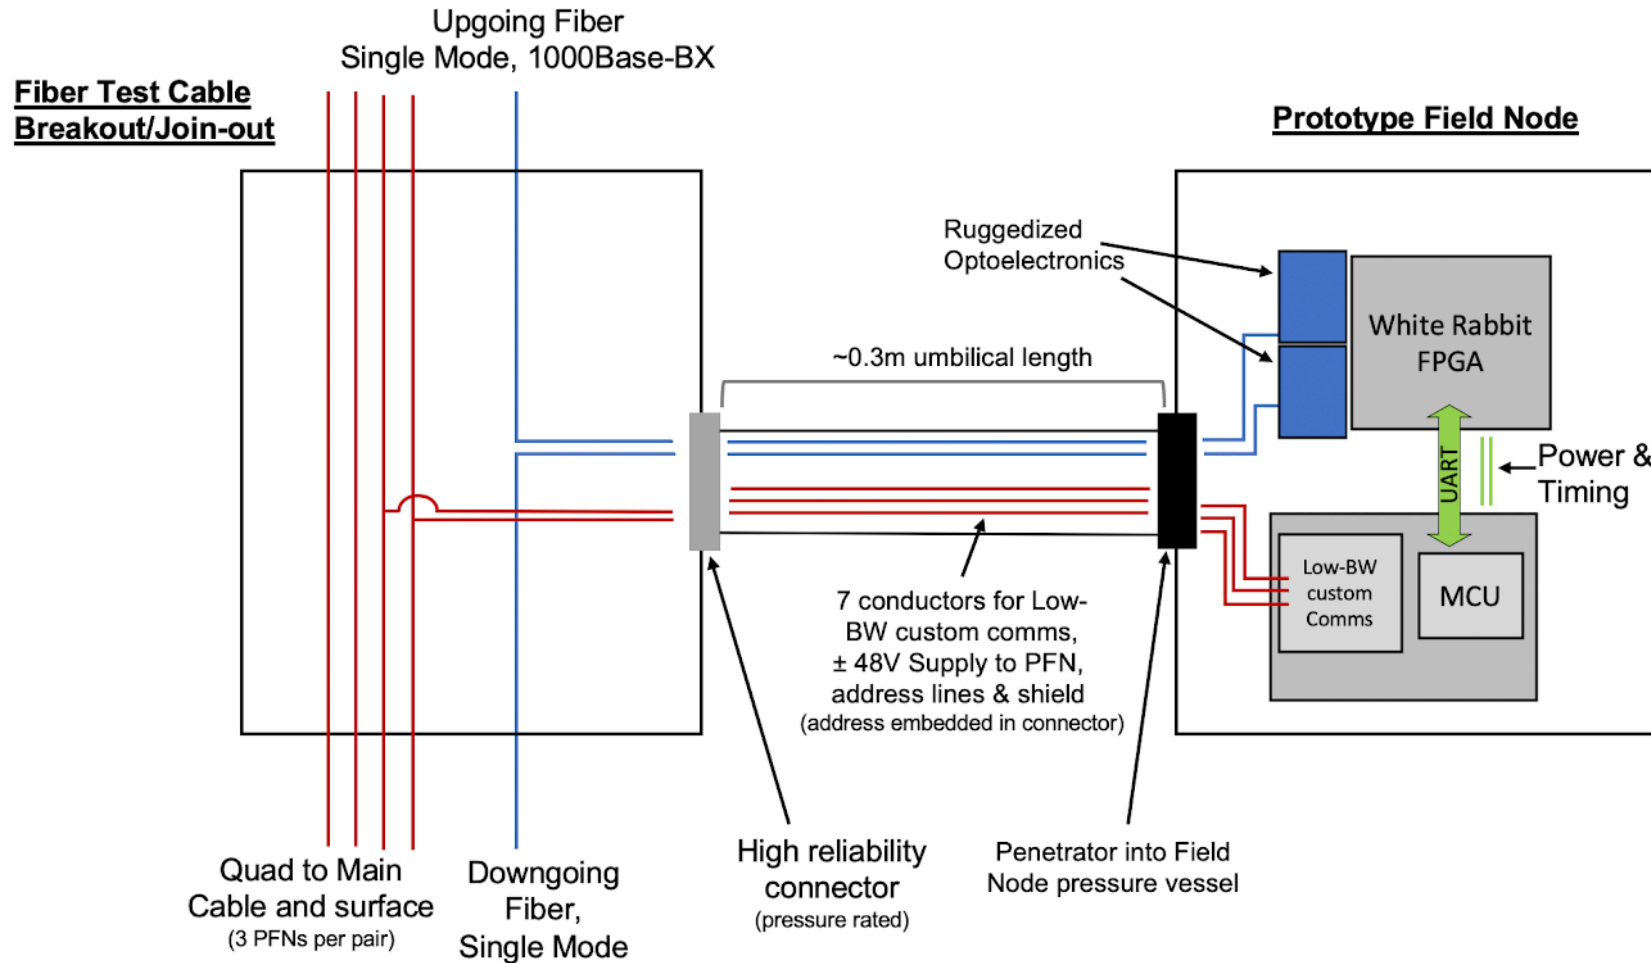 Upgoing Fiber
Single Mode, 1000Base-BX
Fiber Test Cable
Breakout/Join-out
Prototype Field Node
Ruggedized
Optoelectronics
White Rabbit
FPGA
~0.3m umbilical length
UART
Power &
Timing
Low-BW
custom
Comms
MCU
7 conductors for Low-
BW custom comms,
± 48V Supply to PFN,
address lines & shield
(address embedded in connector)
Quad to Main
Cable and surface
(3 PFNs per pair)
Downgoing
Fiber,
Single Mode
High reliability
connector
(pressure rated)
Penetrator into Field
Node pressure vessel